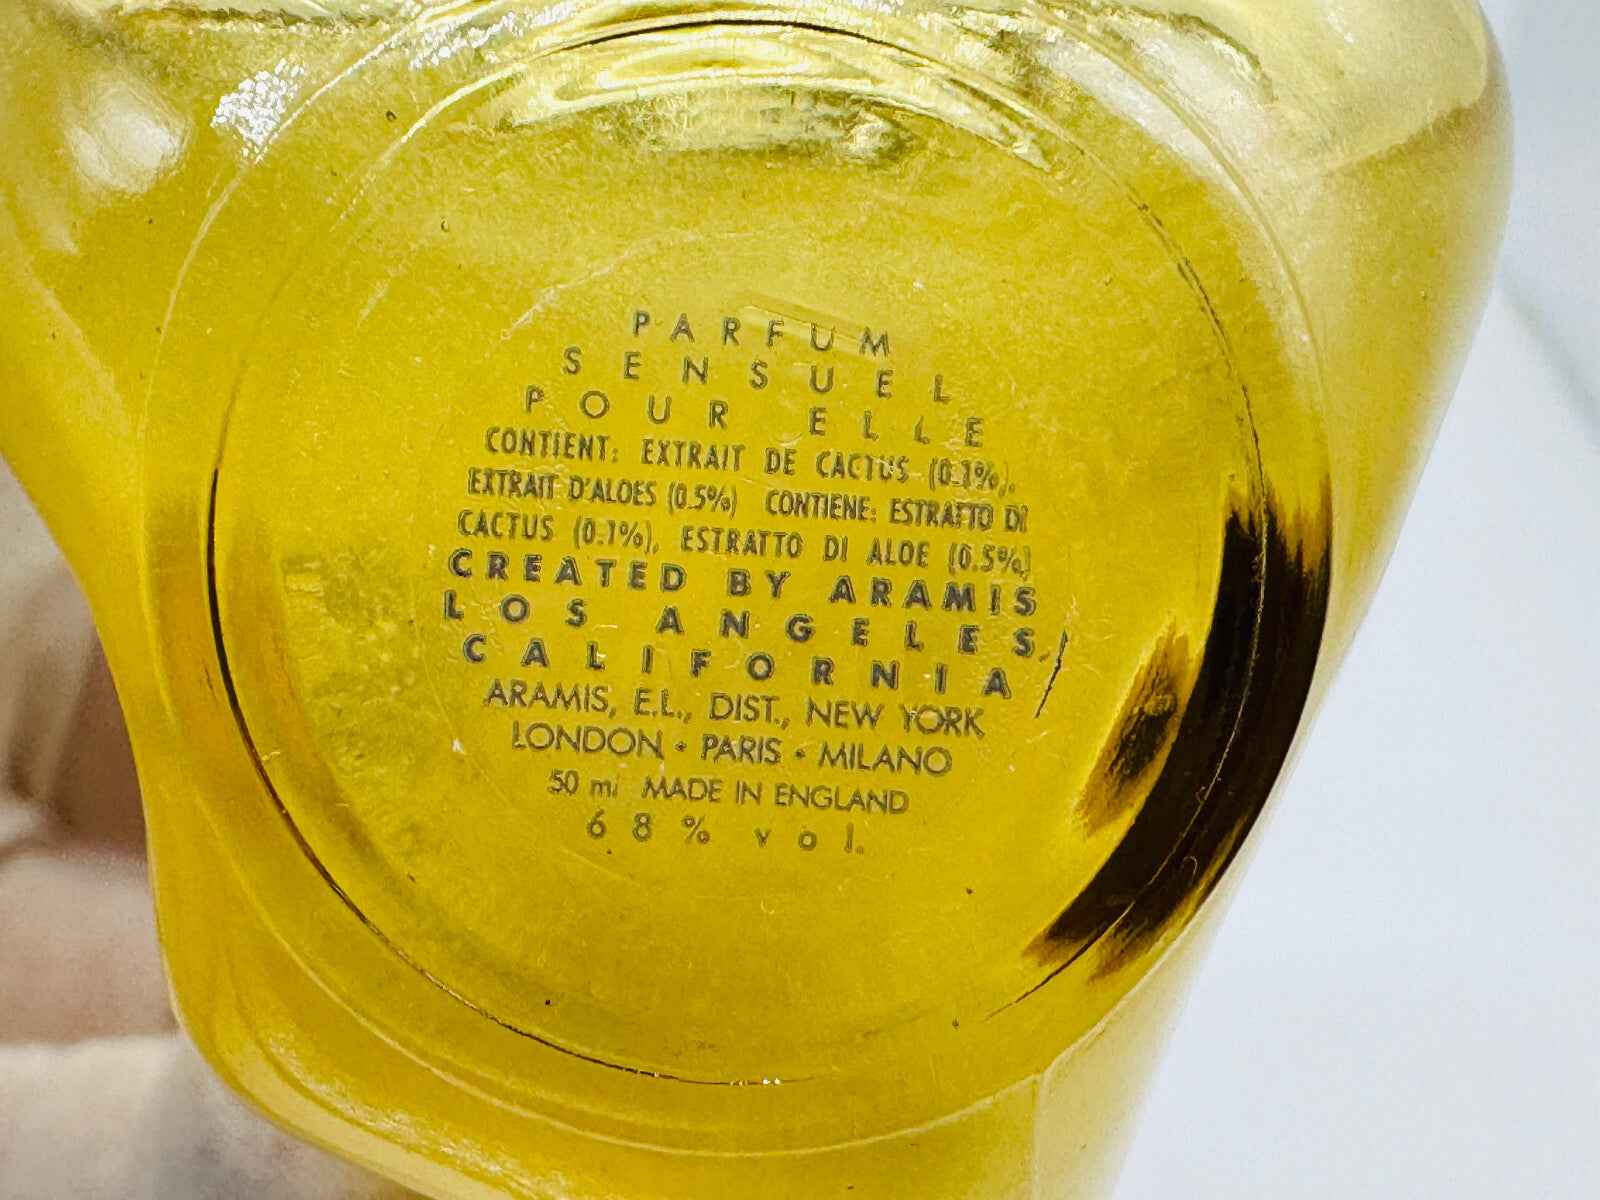 PARFUM
SENSUEL
POUR ELLE
CONTIENT: EXTRAIT DE CACTUS (0.1%),
EXTRAIT D'ALOES (0.5%) CONTIENE: ESTRATTO DI
CACTUS (0.1%), ESTRATTO DI ALOE (0.5%)
CREATED BY ARAMIS
LOS ANGELES,
CALIFORNIA
ARAMIS, E.L., DIST., NEW YORK
LONDON • PARIS • MILANO
50 ml MADE IN ENGLAND
68% vol.